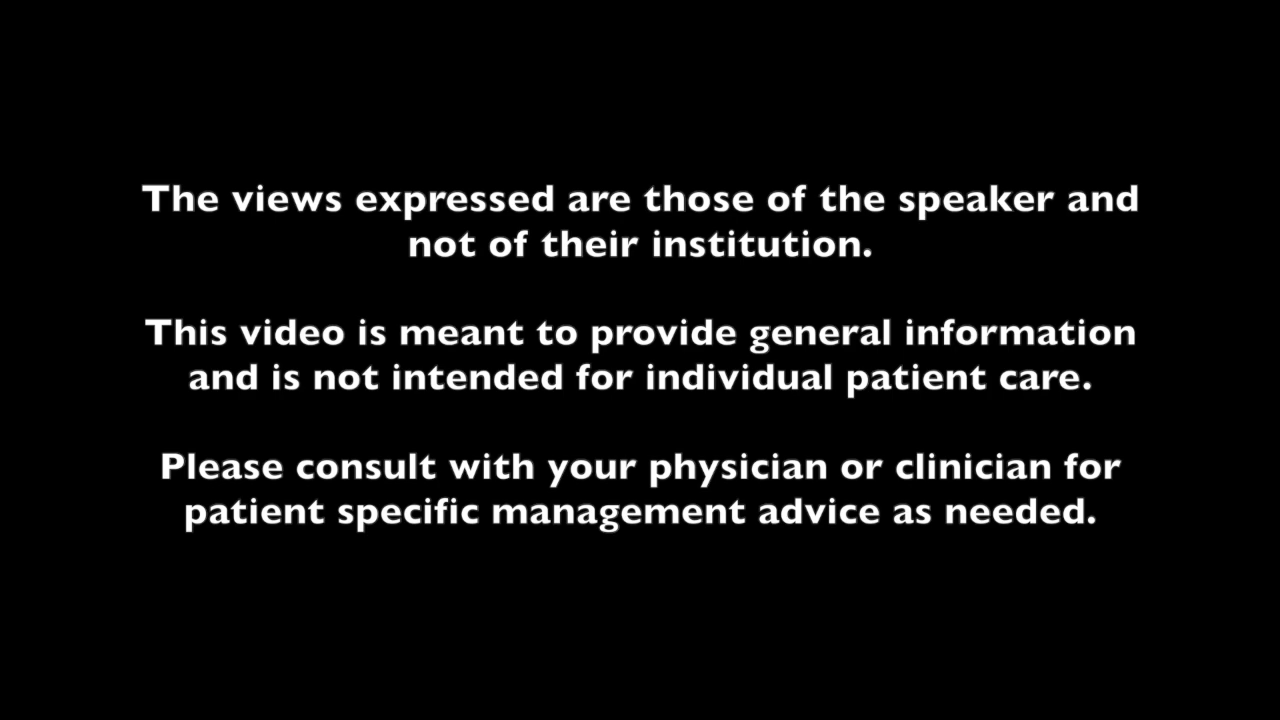 The views expressed are those of the speaker and
not of their institution.
This video is meant to provide general information
and is not intended for individual patient care.
Please consult with your physician or clinician for
patient specific management advice as needed.